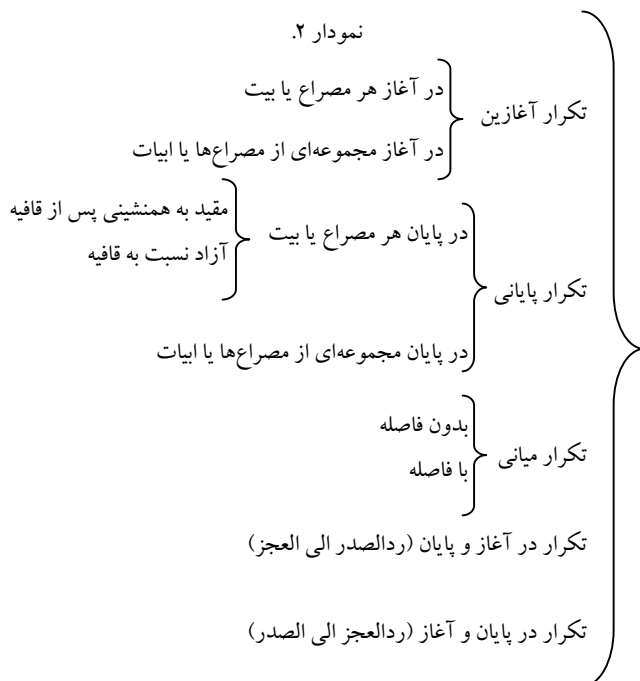 نمودار ۲.
تکرار آغازین
در آغاز هر مصراع یا بیت
در آغاز مجموعه‌ای از مصراع‌ها یا ابیات
تکرار پایانی
در پایان هر مصراع یا بیت
مقید به همنشینی پس از قافیه
آزاد نسبت به قافیه
در پایان مجموعه‌ای از مصراع‌ها یا ابیات
تکرار میانی
بدون فاصله
با فاصله
تکرار در آغاز و پایان (ردالصدر الی العجز)
تکرار در پایان و آغاز (ردالعجز الی الصدر)